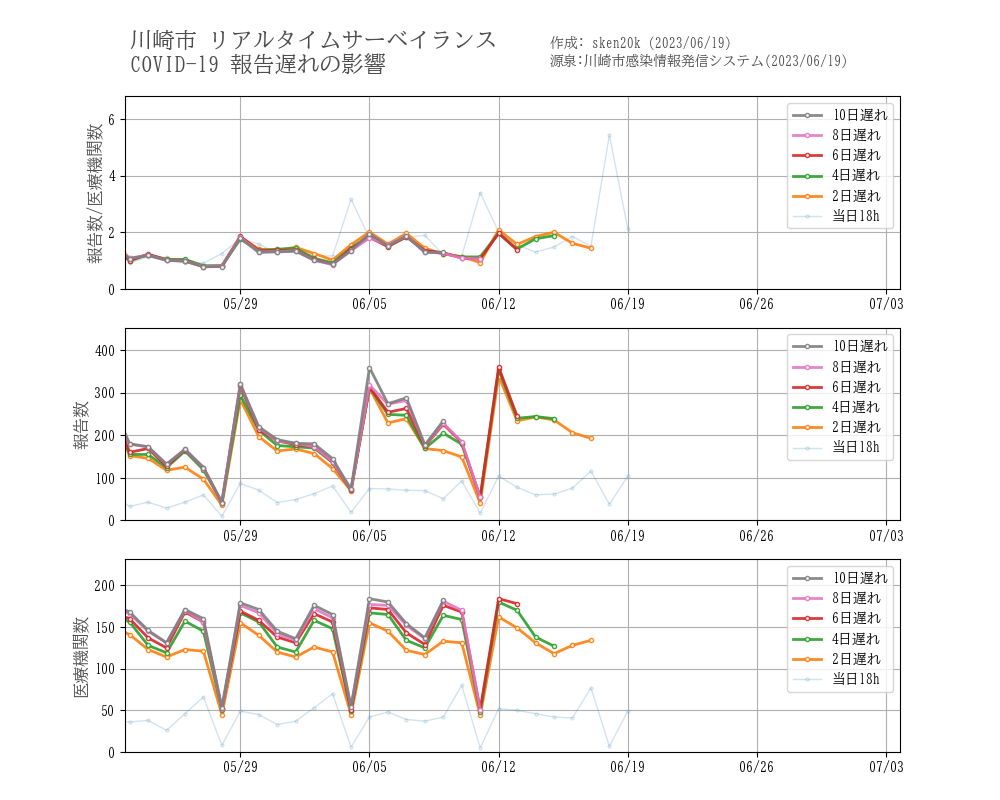 川崎市 リアルタイムサーベイランス
COVID-19 報告遅れの影響
作成: sken20k (2023/06/19)
源泉:川崎市感染情報発信システム(2023/06/19)
報告数/医療機関数
6
4
2
0
10日遅れ
8日遅れ
6日遅れ
4日遅れ
2日遅れ
当日18h
05/29 06/05 06/12 06/19 06/26 07/03
報告数
400
300
200
100
0
10日遅れ
8日遅れ
6日遅れ
4日遅れ
2日遅れ
当日18h
05/29 06/05 06/12 06/19 06/26 07/03
医療機関数
200
150
100
50
0
10日遅れ
8日遅れ
6日遅れ
4日遅れ
2日遅れ
当日18h
05/29 06/05 06/12 06/19 06/26 07/03